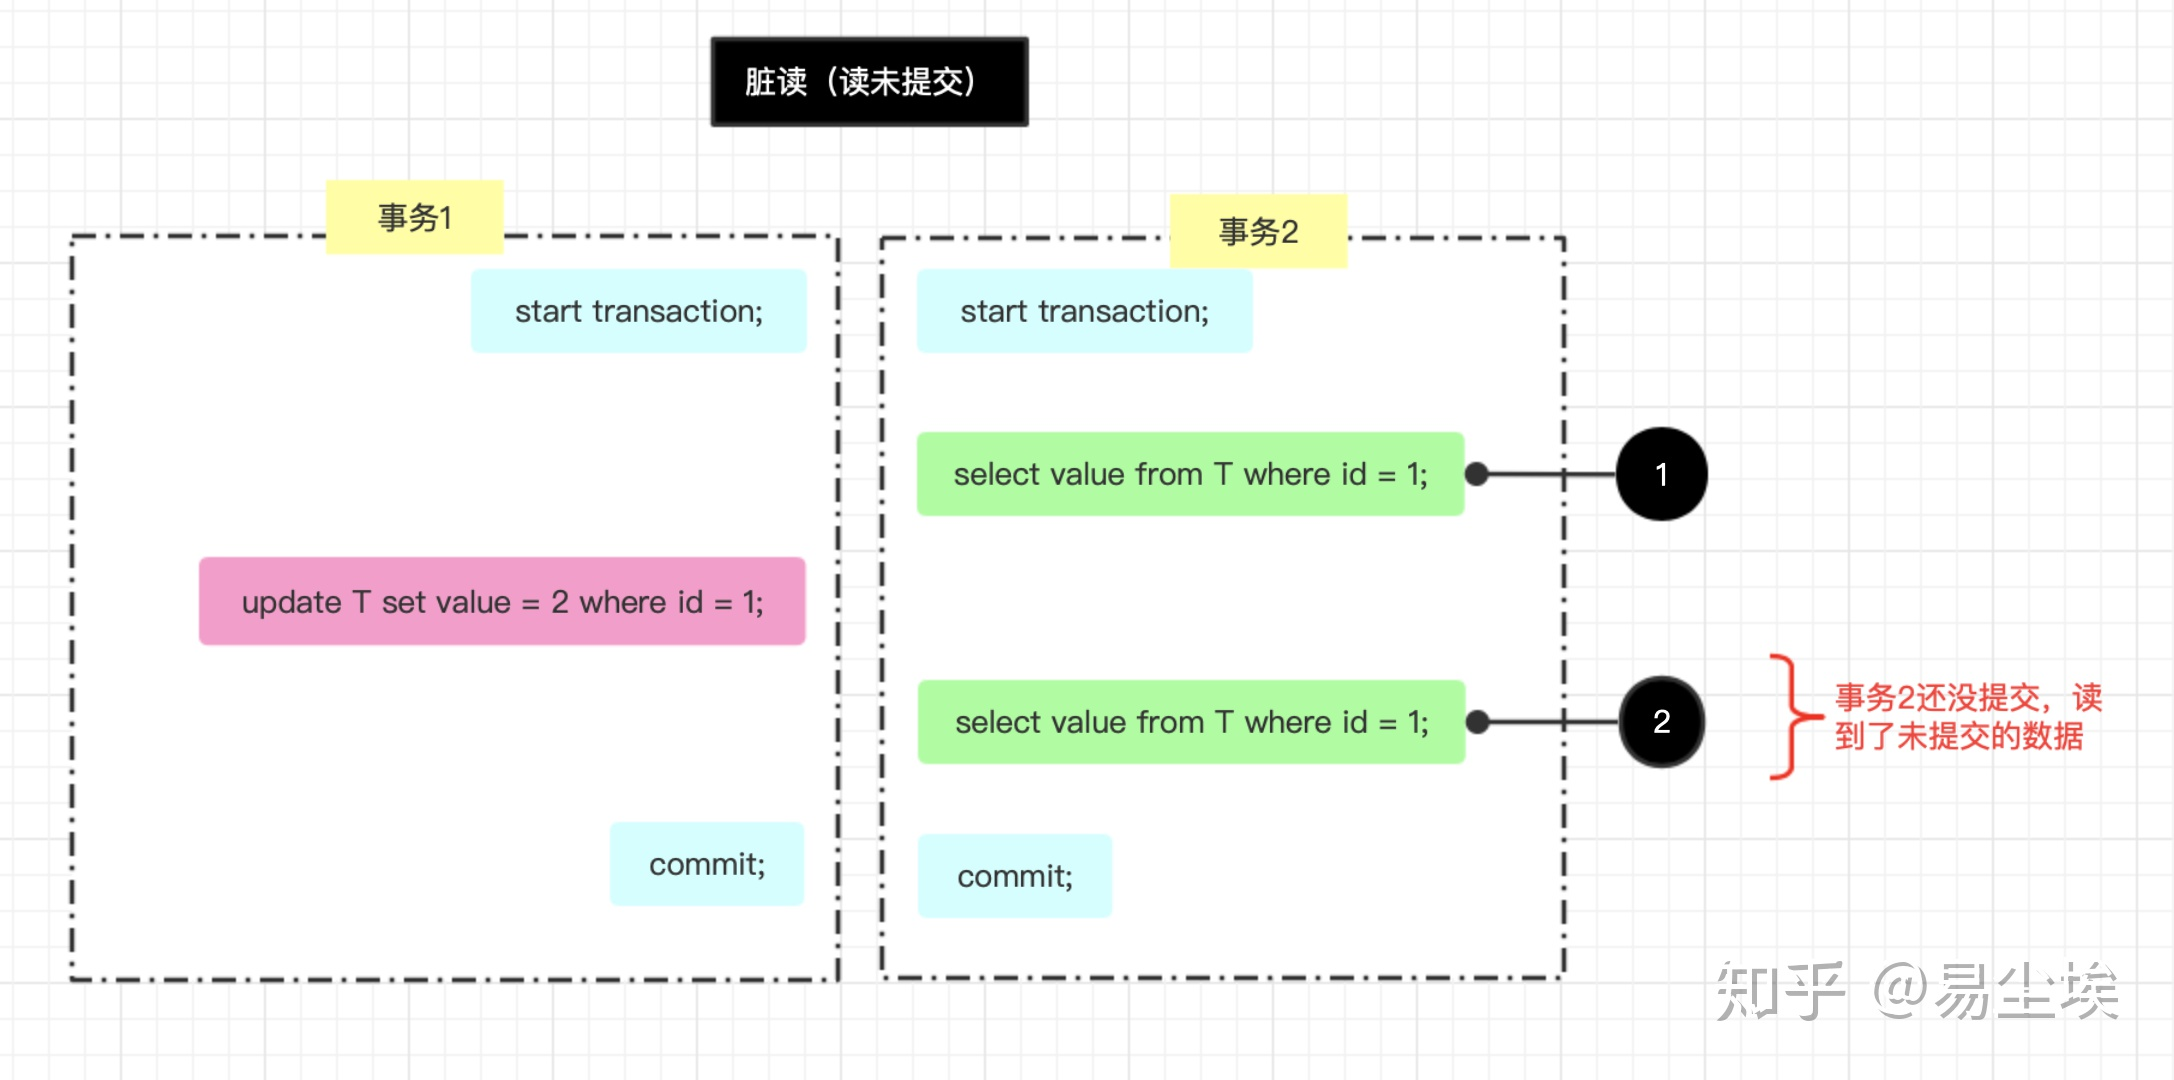 脏读（读未提交）
事务1
事务2
start transaction;
start transaction;
select value from T where id = 1;
1
update T set value = 2 where id = 1;
select value from T where id = 1;
2
事务2还没提交，读
到了未提交的数据
commit;
commit;
知乎 @易尘埃